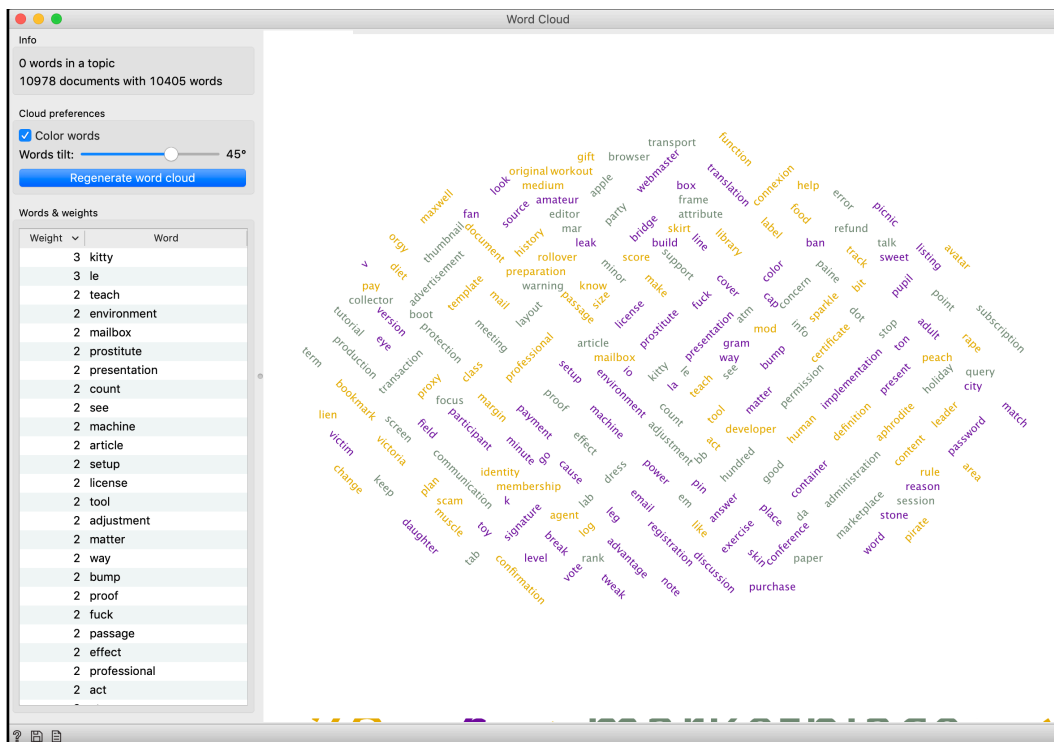 Word Cloud
Info
0 words in a topic
10978 documents with 10405 words
Cloud preferences
Color words
Words tilt: 45°
Regenerate word cloud
Words & weights
Weight Word
3 kitty
3 le
2 teach
2 environment
2 mailbox
2 prostitute
2 presentation
2 count
2 see
2 machine
2 article
2 setup
2 license
2 tool
2 adjustment
2 matter
2 way
2 bump
2 proof
2 fuck
2 passage
2 effect
2 professional
2 act
transport
function
gift
browser
webmaster
translation
connexion
original workout
medium
apple
look
amateur
source
box
frame
attribute
help
error
picnic
maxwell
fan
editor
mar
party
bridge
skirt
library
label
food
refund
orgy
thumbnail
document
history
leak
build
line
ban
talk
sweet
listing
avatar
v
diet
advertisement
rollover
preparation
warning
minor
score
support
make
color
paine
track
pay
collector
template
mail
know
size
passage
cover
cap
concern
sparkle
bit
pupil
point
subscription
tutorial
version
boot
layout
license
fuck
atm
info
dot
eye
protection
meeting
prostitute
presentation
mod
certificate
stop
adult
rape
term
production
transaction
professional
article
mailbox
io
kitty
le
gram
way
bump
ton
peach
proxy
class
setup
environment
la
teach
see
permission
implementation
present
holiday
query
city
bookmark
focus
margin
proof
machine
count
matter
lien
screen
field
participant
payment
adjustment
tool
developer
human
definition
aphrodite
leader
match
victim
victoria
minute
go
effect
act
bb
content
password
change
keep
communication
identity
membership
cause
dress
power
hundred
good
container
administration
rule
reason
area
plan
scam
k
lab
email
em
pin
answer
place
da
marketplace
session
stone
pirate
muscle
toy
signature
agent
log
leg
registration
like
exercise
conference
word
daughter
tab
break
level
rank
advantage
discussion
skin
paper
confirmation
vote
tweak
note
purchase